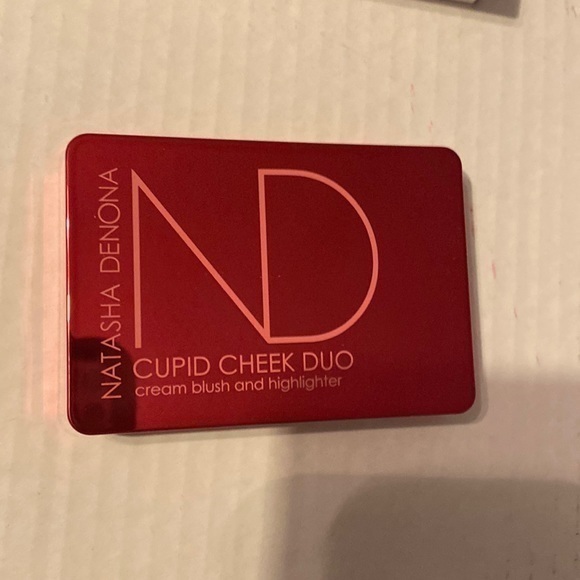 NATASHA DENONA
ND
CUPID CHEEK DUO
cream blush and highlighter